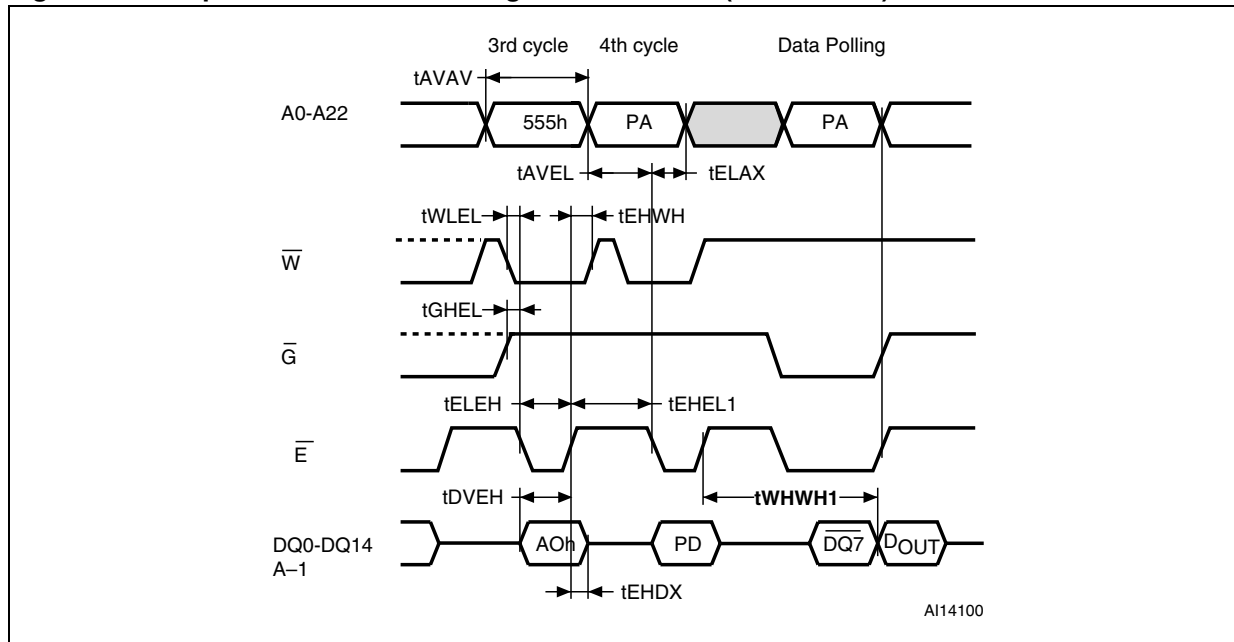 3rd cycle 4th cycle Data Polling
tAVAV
A0-A22 555h PA PA
tAVEL tELAX
tWLEL tEHWH
W̅
tGHEL
G̅
tELEH tEHEL1
E̅
tDVEH tWHWH1
DQ0-DQ14 AOh PD D̅Q̅7̅ DOUT
A–1
tEHDX
AI14100